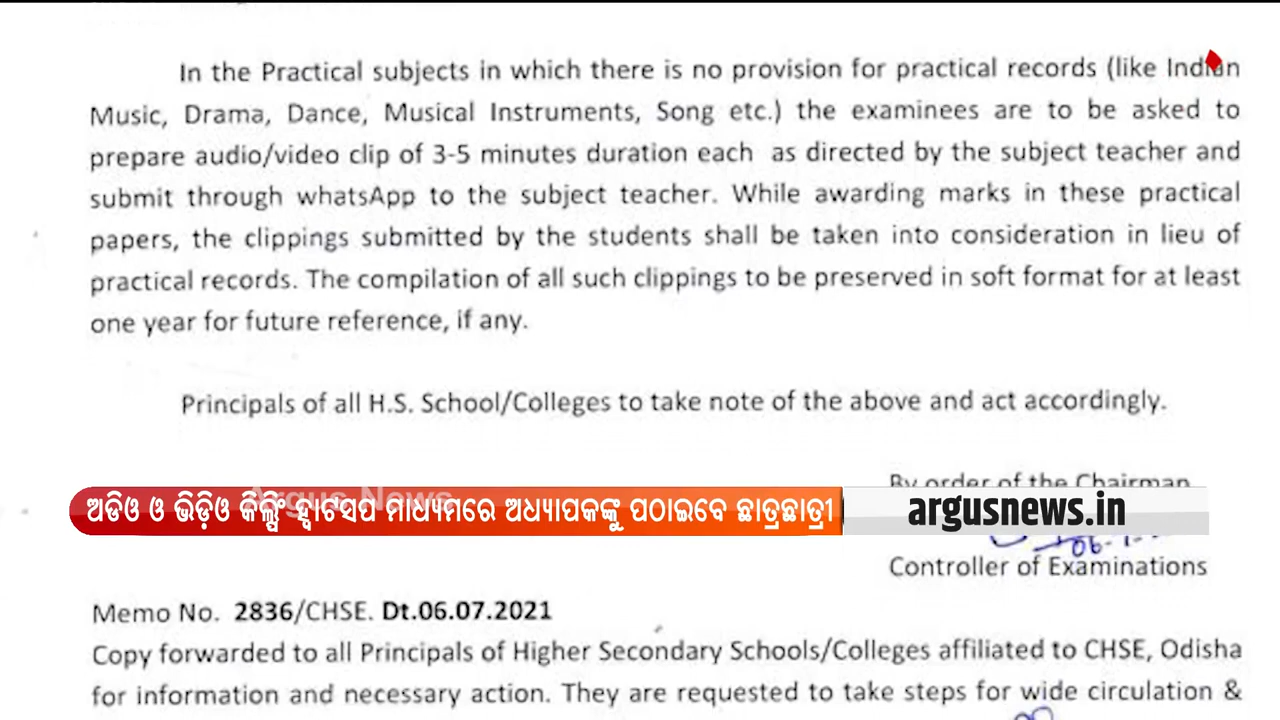 In the Practical subjects in which there is no provision for practical records (like Indian
Music, Drama, Dance, Musical Instruments, Song etc.) the examinees are to be asked to
prepare audio/video clip of 3-5 minutes duration each as directed by the subject teacher and
submit through whatsApp to the subject teacher. While awarding marks in these practical
papers, the clippings submitted by the students shall be taken into consideration in lieu of
practical records. The compilation of all such clippings to be preserved in soft format for at least
one year for future reference, if any.
Principals of all H.S. School/Colleges to take note of the above and act accordingly.
By order of the Chairman
ଅଡିଓ ଓ ଭିଡ଼ିଓ କିଲ୍ପିଂ ହ୍ୱାଟସପ ମାଧ୍ୟମରେ ଅଧ୍ୟାପକଙ୍କୁ ପଠାଇବେ ଛାତ୍ରଛାତ୍ରୀ
Argus News
argusnews.in
Controller of Examinations
Memo No. 2836/CHSE. Dt.06.07.2021
Copy forwarded to all Principals of Higher Secondary Schools/Colleges affiliated to CHSE, Odisha
for information and necessary action. They are requested to take steps for wide circulation &